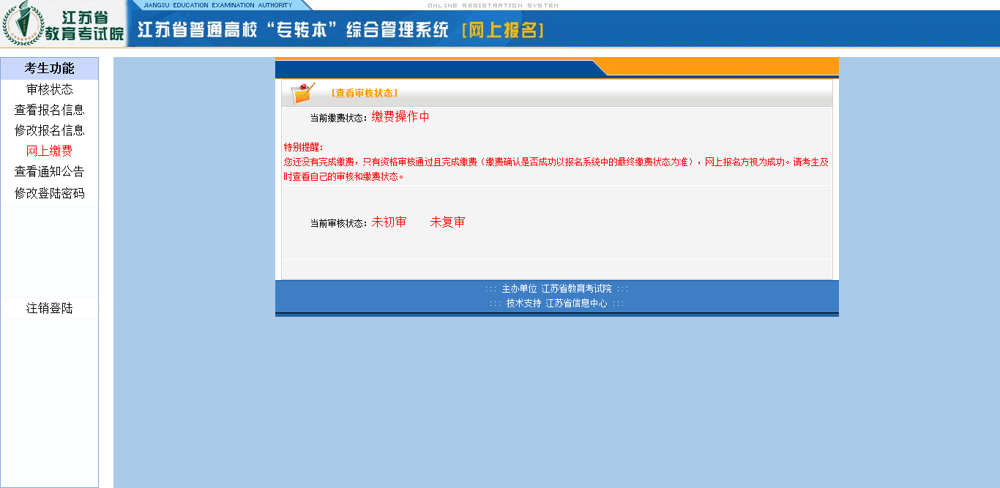 JIANGSU EDUCATION EXAMINATION AUTHORITY
ONLINE REGISTRATION SYSTEM
江苏省
教育考试院
江苏省普通高校“专转本”综合管理系统 [网上报名]
考生功能
审核状态
查看报名信息
修改报名信息
网上缴费
查看通知公告
修改登陆密码
注销登陆
[查看审核状态]
当前缴费状态：缴费操作中
特别提醒：
您还没有完成缴费，只有资格审核通过且完成缴费（缴费确认是否成功以报名系统中的最终缴费状态为准），网上报名方视为成功。请考生及
时查看自己的审核和缴费状态。
当前审核状态：未初审 未复审
::: 主办单位 江苏省教育考试院 :::
::: 技术支持 江苏省信息中心 :::